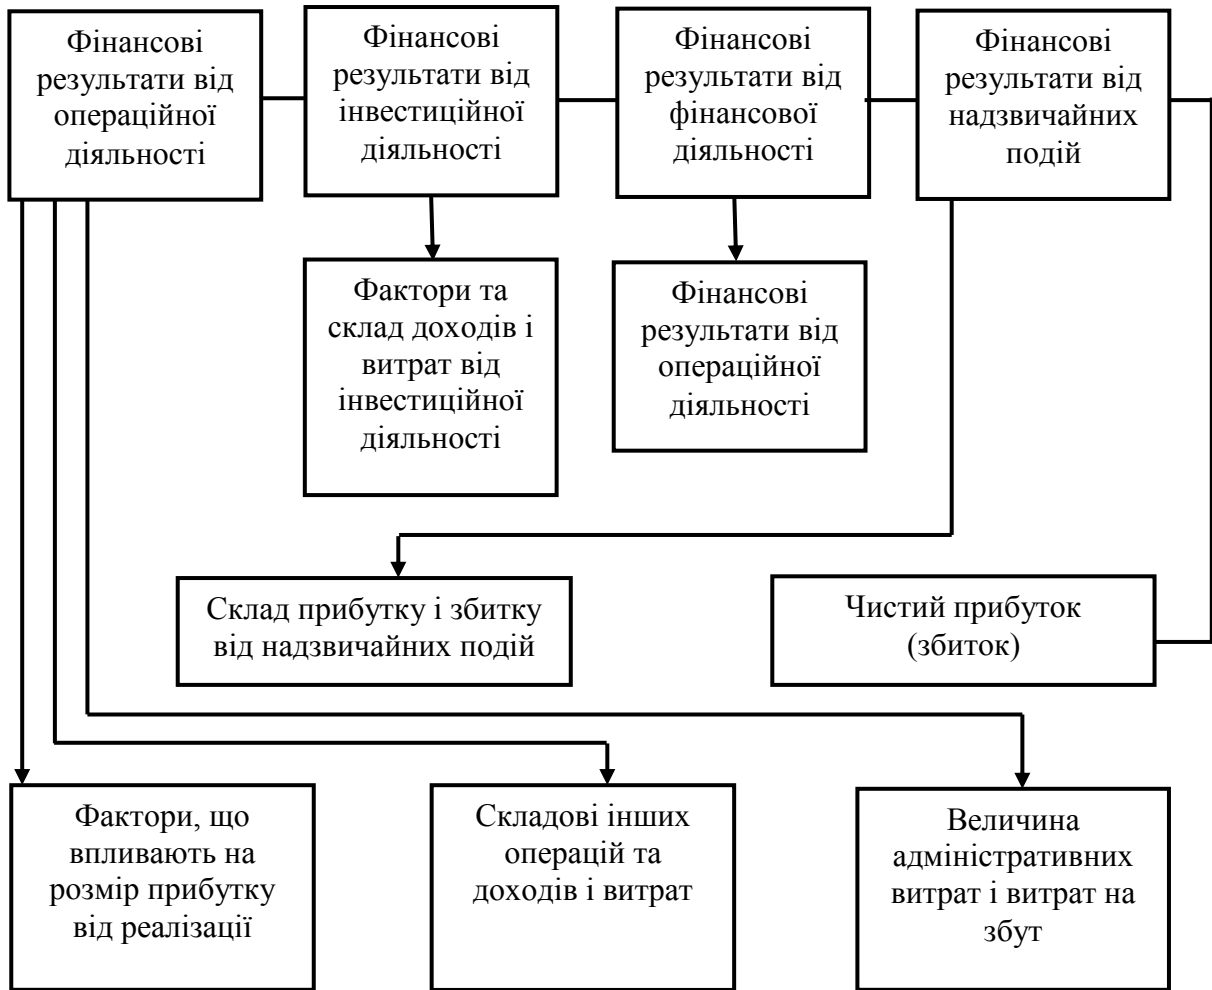 Фінансові
результати від
операційної
діяльності
Фінансові
результати від
інвестиційної
діяльності
Фінансові
результати від
фінансової
діяльності
Фінансові
результати від
надзвичайних
подій
Фактори та
склад доходів і
витрат від
інвестиційної
діяльності
Фінансові
результати від
операційної
діяльності
Склад прибутку і збитку
від надзвичайних подій
Чистий прибуток
(збиток)
Фактори, що
впливають на
розмір прибутку
від реалізації
Складові інших
операцій та
доходів і витрат
Величина
адміністративних
витрат і витрат на
збут